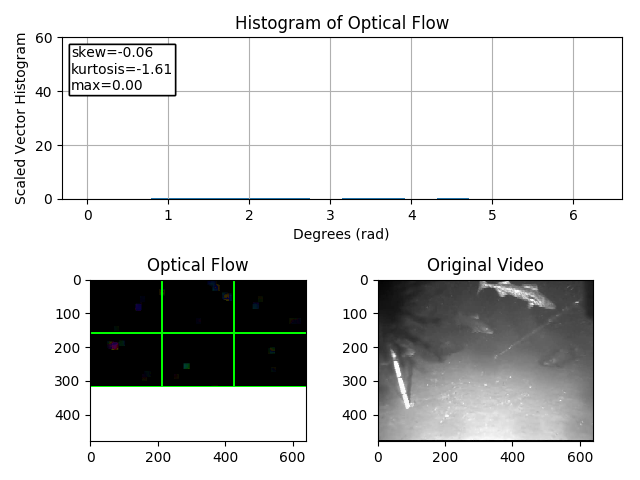 Histogram of Optical Flow
Scaled Vector Histogram
60
40
20
0
skew=-0.06
kurtosis=-1.61
max=0.00
0 1 2 3 4 5 6
Degrees (rad)
Optical Flow
0
100
200
300
400
0 200 400 600
Original Video
0
100
200
300
400
0 200 400 600